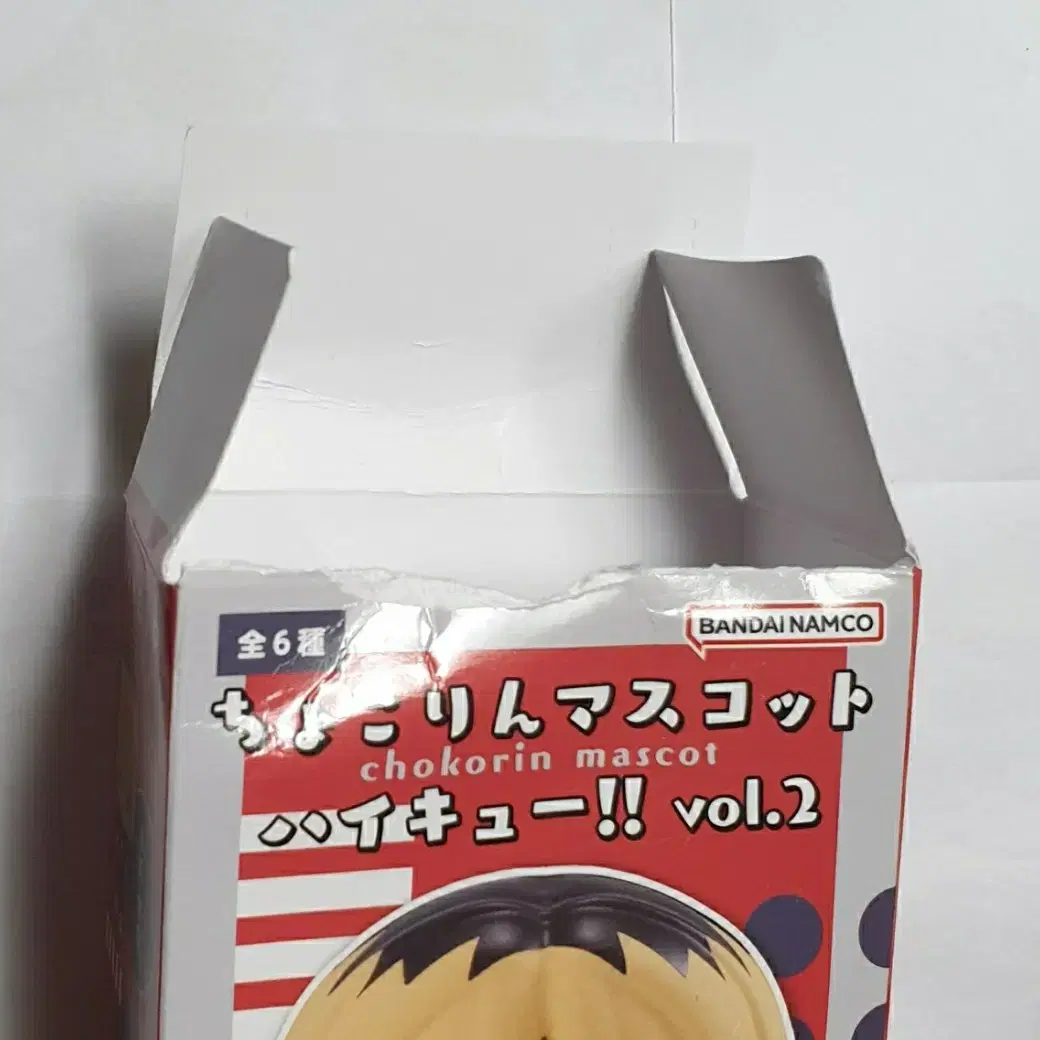 BANDAI NAMCO
全6種
ちょこりんマスコット
chokorin mascot
ハイキュー!! vol.2